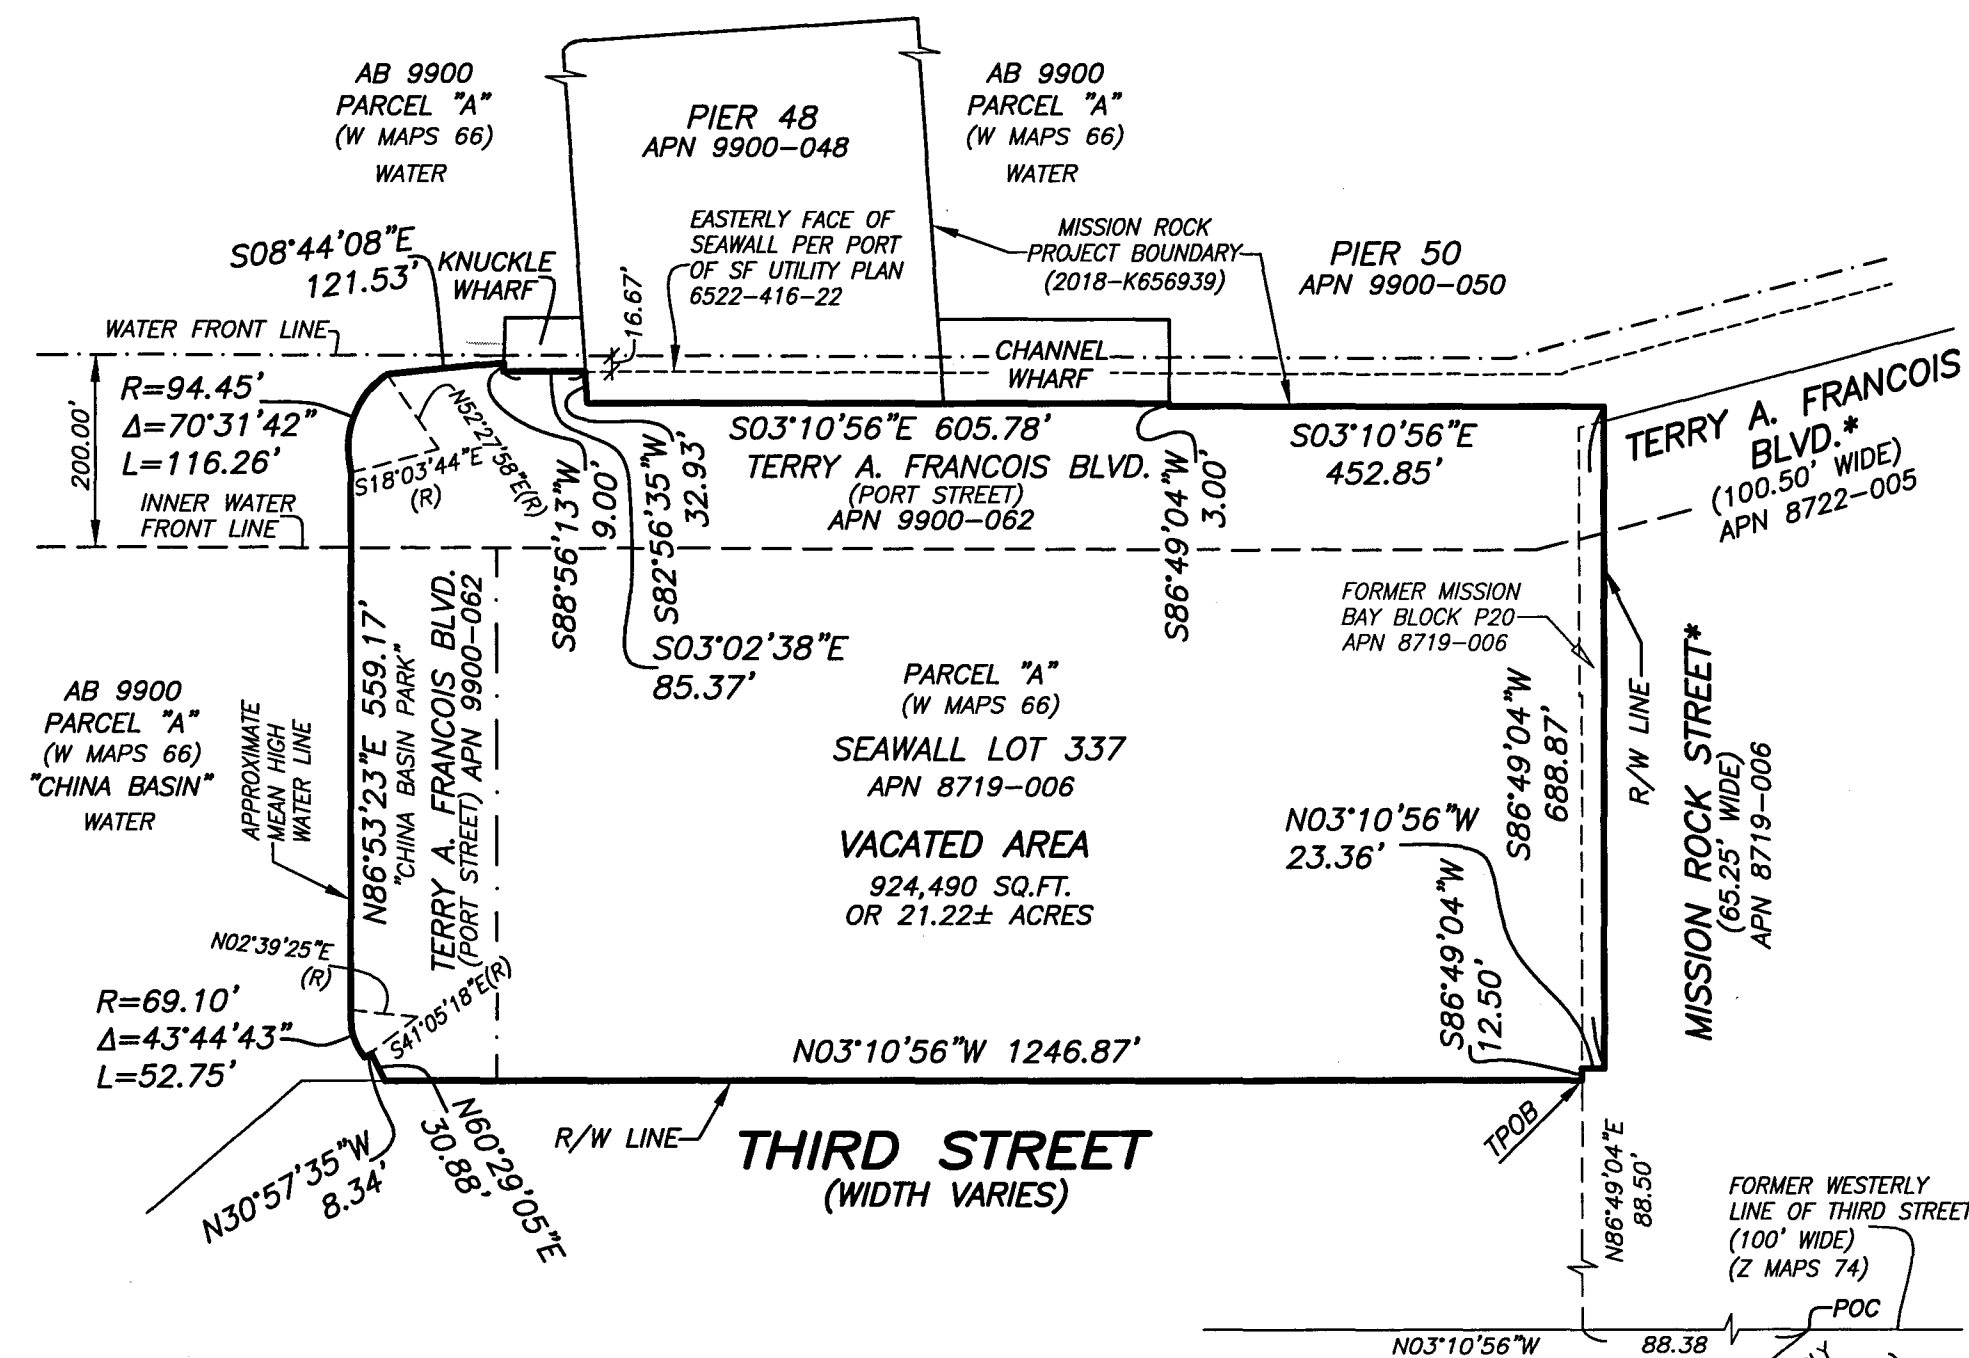 AB 9900
PARCEL "A"
(W MAPS 66)
WATER
PIER 48
APN 9900-048
AB 9900
PARCEL "A"
(W MAPS 66)
WATER
S08°44'08"E
121.53'
KNUCKLE
WHARF
EASTERLY FACE OF
SEAWALL PER PORT
OF SF UTILITY PLAN
6522-416-22
16.67'
MISSION ROCK
PROJECT BOUNDARY
(2018-K656939)
PIER 50
APN 9900-050
WATER FRONT LINE
CHANNEL
WHARF
200.00'
R=94.45'
Δ=70°31'42"
L=116.26'
N52°27'58"E(R)
S18°03'44"E
(R)
INNER WATER
FRONT LINE
S88°56'13"W
9.00'
S82°56'35"W
32.93'
S03°10'56"E 605.78'
TERRY A. FRANCOIS BLVD.
(PORT STREET)
APN 9900-062
S86°49'04"W
3.00'
S03°10'56"E
452.85'
TERRY A. FRANCOIS
BLVD.*
(100.50' WIDE)
APN 8722-005
S03°02'38"E
85.37'
FORMER MISSION
BAY BLOCK P20
APN 8719-006
AB 9900
PARCEL "A"
(W MAPS 66)
"CHINA BASIN"
WATER
APPROXIMATE
MEAN HIGH
WATER LINE
N86°53'23"E 559.17'
"CHINA BASIN PARK"
TERRY A. FRANCOIS BLVD.
(PORT STREET) APN 9900-062
PARCEL "A"
(W MAPS 66)
SEAWALL LOT 337
APN 8719-006
VACATED AREA
924,490 SQ.FT.
OR 21.22± ACRES
S86°49'04"W
688.87'
R/W LINE
MISSION ROCK STREET*
(65.25' WIDE)
APN 8719-006
N03°10'56"W
23.36'
S86°49'04"W
12.50'
N02°39'25"E
(R)
S41°05'18"E(R)
R=69.10'
Δ=43°44'43"
L=52.75'
N03°10'56"W 1246.87'
N30°57'35"W
8.34'
N60°29'05"E
30.88'
R/W LINE
THIRD STREET
(WIDTH VARIES)
TPOB
N86°49'04"E
88.50'
FORMER WESTERLY
LINE OF THIRD STREET
(100' WIDE)
(Z MAPS 74)
POC
N03°10'56"W
88.38